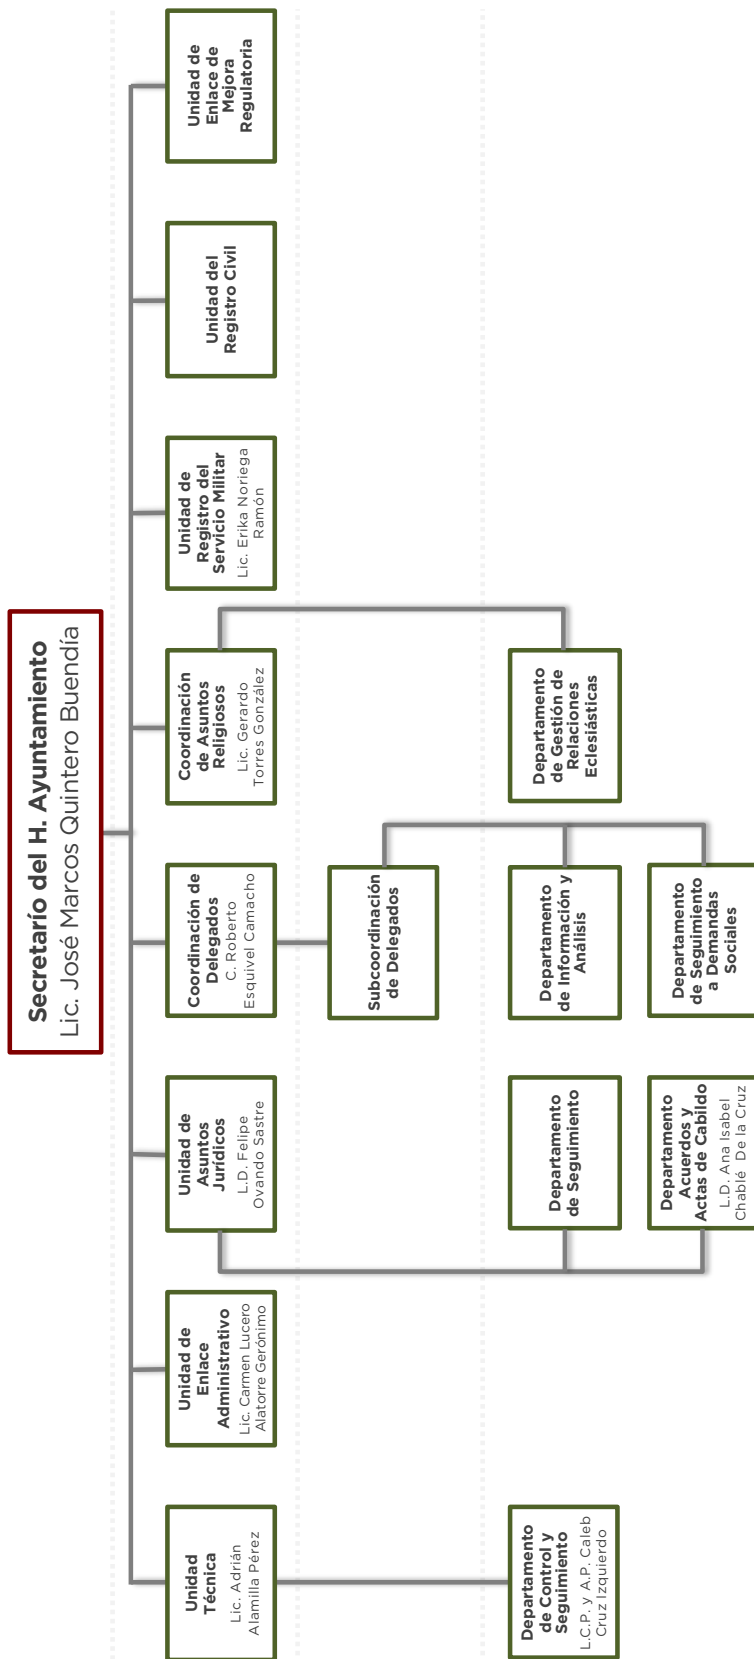 Secretarío del H. Ayuntamiento
Lic. José Marcos Quintero Buendía
Unidad
Técnica
Lic. Adrián
Alamilla Pérez
Unidad de
Enlace
Administrativo
Lic. Carmen Lucero
Alatorre Gerónimo
Unidad de
Asuntos
Jurídicos
L.D. Felipe
Ovando Sastre
Coordinación de
Delegados
C. Roberto
Esquivel Camacho
Coordinación
de Asuntos
Religiosos
Lic. Gerardo
Torres González
Unidad de
Registro del
Servicio Militar
Lic. Erika Noriega
Ramón
Unidad del
Registro Civil
Unidad de
Enlace de
Mejora
Regulatoria
Subcoordinación
de Delegados
Departamento
de Control y
Seguimiento
L.C.P. y A.P. Caleb
Cruz Izquierdo
Departamento
de Seguimiento
Departamento
de Información y
Análisis
Departamento
de Gestión de
Relaciones
Eclesiásticas
Departamento
Acuerdos y
Actas de Cabildo
L.D. Ana Isabel
Chablé De la Cruz
Departamento
de Seguimiento
a Demandas
Sociales